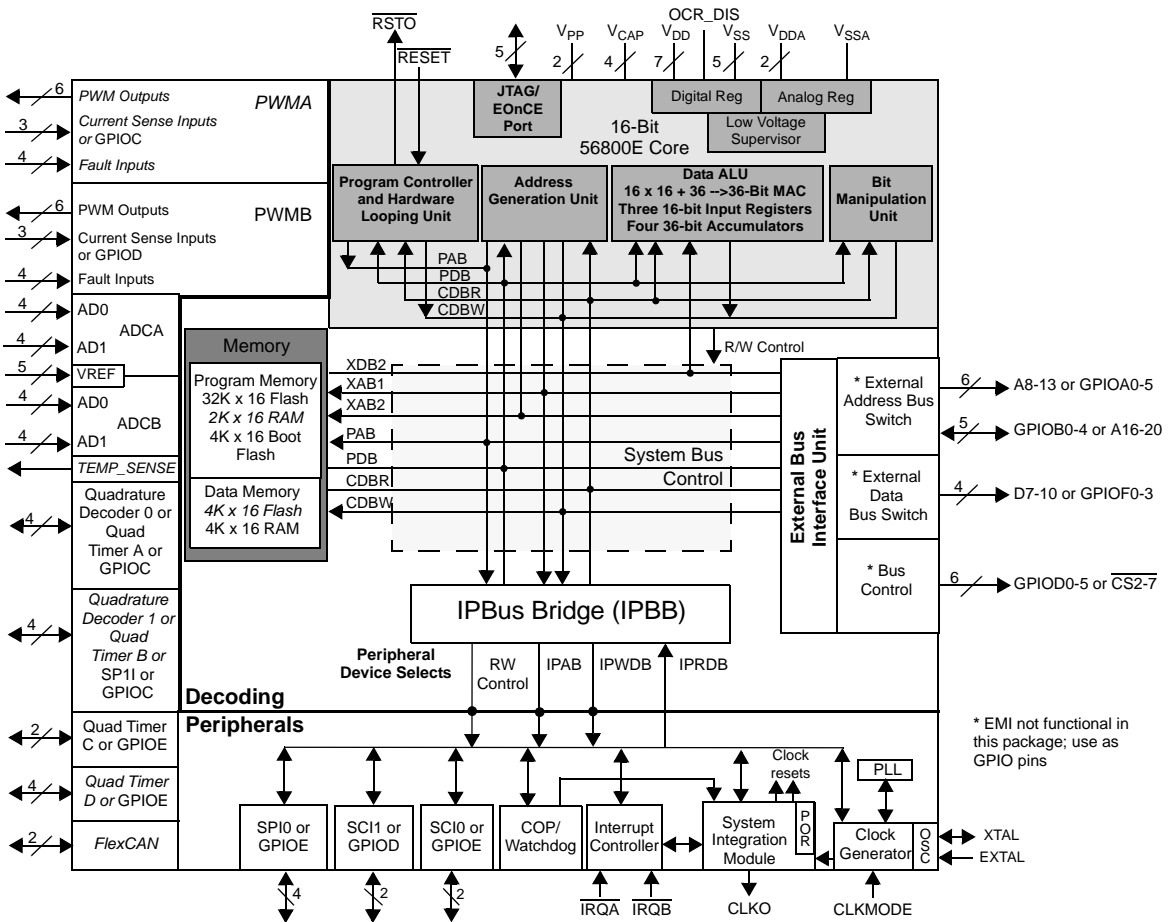 RSTO
RESET
5
VPP
2
VCAP
4
VDD
7
OCR_DIS
VSS
5
VDDA
2
VSSA
6
PWM Outputs
PWMA
3
Current Sense Inputs
or GPIOC
4
Fault Inputs
6
PWM Outputs
PWMB
3
Current Sense Inputs
or GPIOD
4
Fault Inputs
4
AD0
ADCA
4
AD1
5
VREF
4
AD0
ADCB
4
AD1
TEMP_SENSE
4
Quadrature
Decoder 0 or
Quad
Timer A or
GPIOC
4
Quadrature
Decoder 1 or
Quad
Timer B or
SP1I or
GPIOC
2
Quad Timer
C or GPIOE
4
Quad Timer
D or GPIOE
2
FlexCAN
JTAG/
EOnCE
Port
16-Bit
56800E Core
Digital Reg
Analog Reg
Low Voltage
Supervisor
Program Controller
and Hardware
Looping Unit
Address
Generation Unit
Data ALU
16 x 16 + 36 -->36-Bit MAC
Three 16-bit Input Registers
Four 36-bit Accumulators
Bit
Manipulation
Unit
PAB
PDB
CDBR
CDBW
R/W Control
Memory
Program Memory
32K x 16 Flash
2K x 16 RAM
4K x 16 Boot
Flash
Data Memory
4K x 16 Flash
4K x 16 RAM
XDB2
XAB1
XAB2
PAB
PDB
CDBR
CDBW
System Bus
Control
External Bus
Interface Unit
* External
Address Bus
Switch
* External
Data
Bus Switch
* Bus
Control
6
A8-13 or GPIOA0-5
5
GPIOB0-4 or A16-20
4
D7-10 or GPIOF0-3
6
GPIOD0-5 or CS2-7
IPBus Bridge (IPBB)
Peripheral
Device Selects
RW
Control
IPAB
IPWDB
IPRDB
Decoding
Peripherals
* EMI not functional in
this package; use as
GPIO pins
Clock
resets
PLL
SPI0 or
GPIOE
SCI1 or
GPIOD
SCI0 or
GPIOE
COP/
Watchdog
Interrupt
Controller
System
Integration
Module
POR
Clock
Generator
OSC
XTAL
EXTAL
4
2
2
IRQA
IRQB
CLKO
CLKMODE